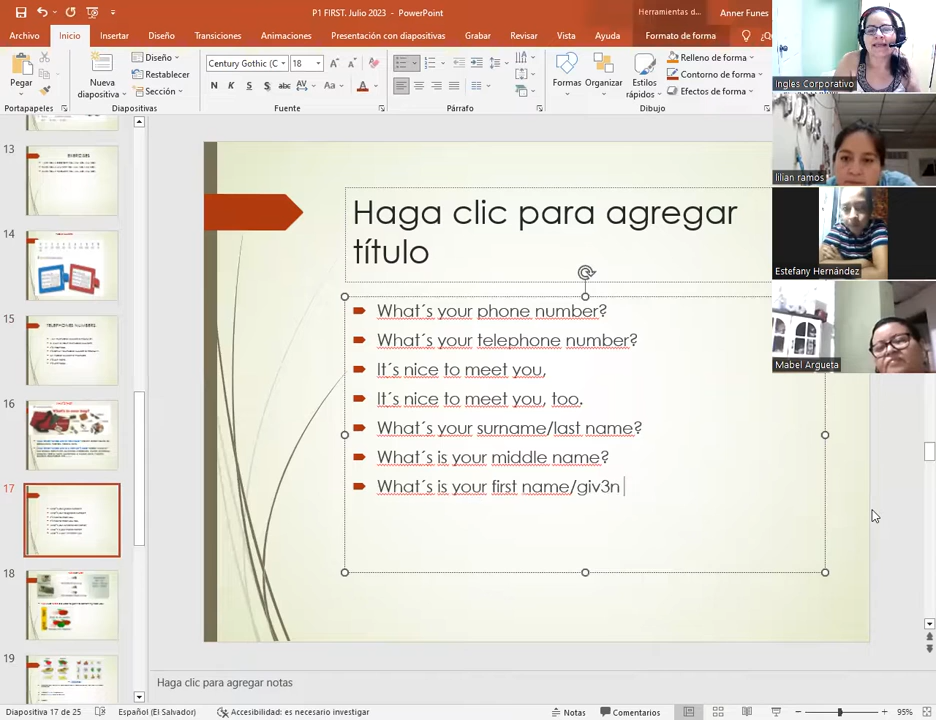 P1 FIRST. Julio 2023 - PowerPoint
Herramientas d...
Anner Funes
Archivo
Inicio
Insertar
Diseño
Transiciones
Animaciones
Presentación con diapositivas
Grabar
Revisar
Vista
Ayuda
Formato de forma
Pegar
Nueva diapositiva
Diseño
Restablecer
Sección
Century Gothic (C
18
N
K
S
S
abc
AV
Aa
A
Formas
Organizar
Estilos rápidos
Relleno de forma
Contorno de forma
Efectos de forma
Portapapeles
Diapositivas
Fuente
Párrafo
Dibujo
Ingles Corporativo
lilian ramos
Estefany Hernández
Mabel Argueta
13
14
15
TELEPHONES NUMBERS
16
17
18
19
Haga clic para agregar
título
What´s your phone number?
What´s your telephone number?
It´s nice to meet you,
It´s nice to meet you, too.
What´s your surname/last name?
What´s is your middle name?
What´s is your first name/giv3n
Haga clic para agregar notas
Diapositiva 17 de 25
Español (El Salvador)
Accesibilidad: es necesario investigar
Notas
Comentarios
95%